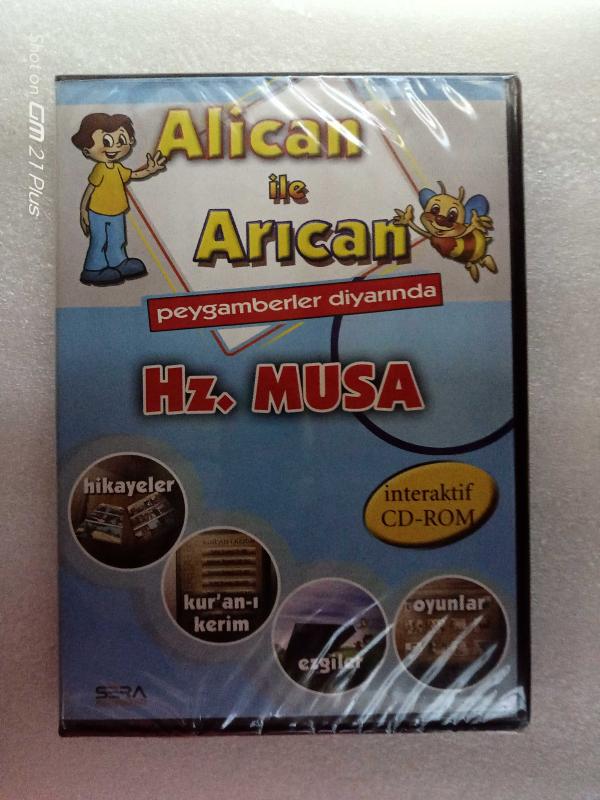 Alican
ile
Arıcan
peygamberler diyarında
Hz. MUSA
hikayeler
interaktif
CD-ROM
kur'an-ı
kerim
ezgiler
oyunlar
SERA
Shot on GM 21 Plus